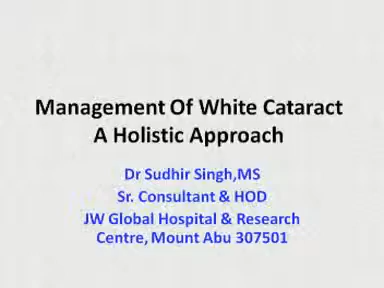 Management Of White Cataract
A Holistic Approach
Dr Sudhir Singh,MS
Sr. Consultant & HOD
JW Global Hospital & Research
Centre, Mount Abu 307501